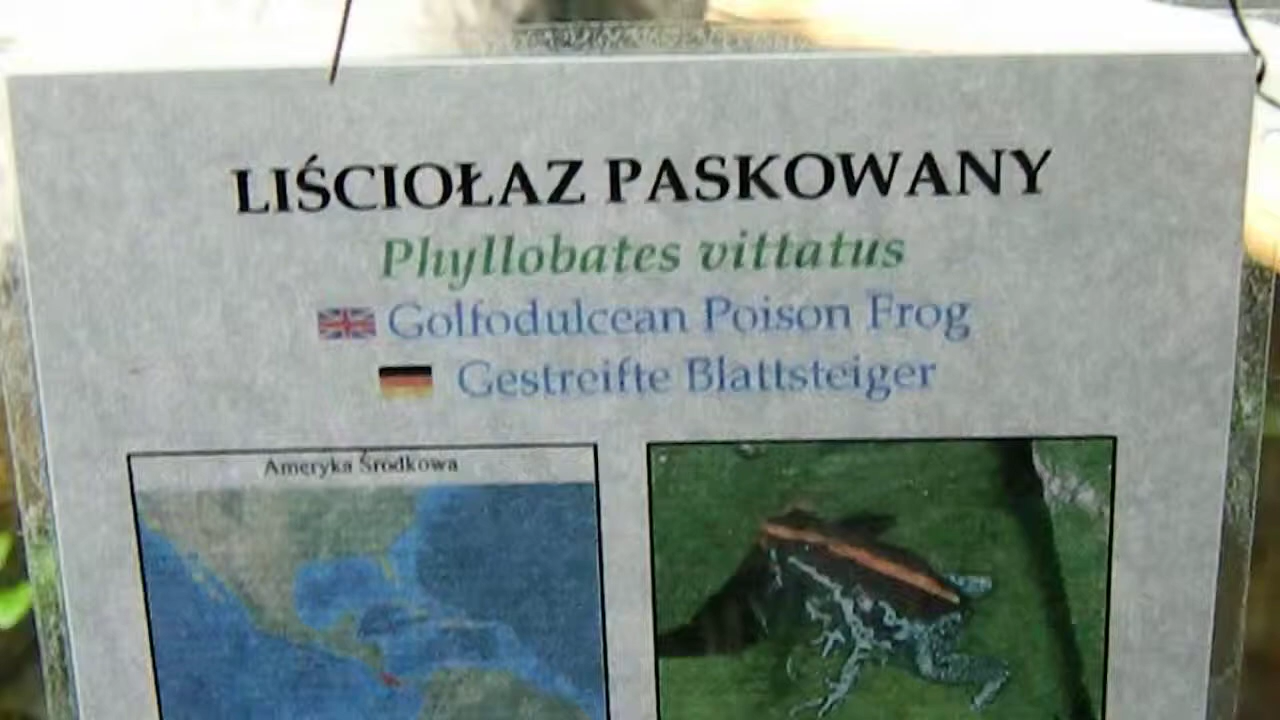 LIŚCIOŁAZ PASKOWANY
Phyllobates vittatus
Golfodulcean Poison Frog
Gestreifte Blattsteiger
Ameryka Środkowa